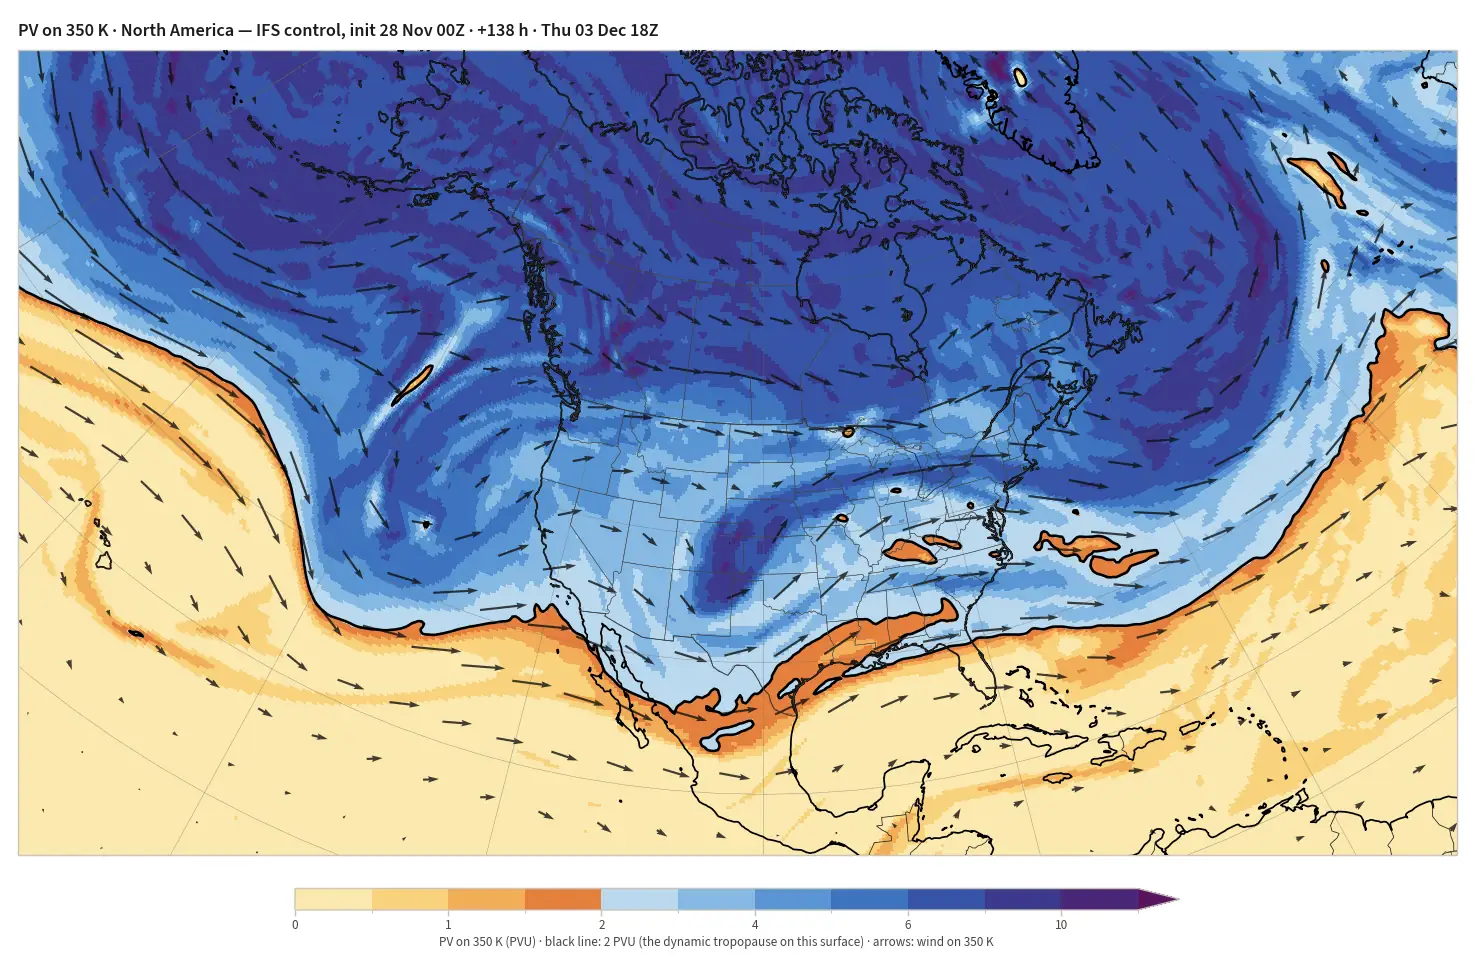 PV on 350 K · North America — IFS control, init 28 Nov 00Z · +138 h · Thu 03 Dec 18Z
0 1 2 4 6 10
PV on 350 K (PVU) · black line: 2 PVU (the dynamic tropopause on this surface) · arrows: wind on 350 K